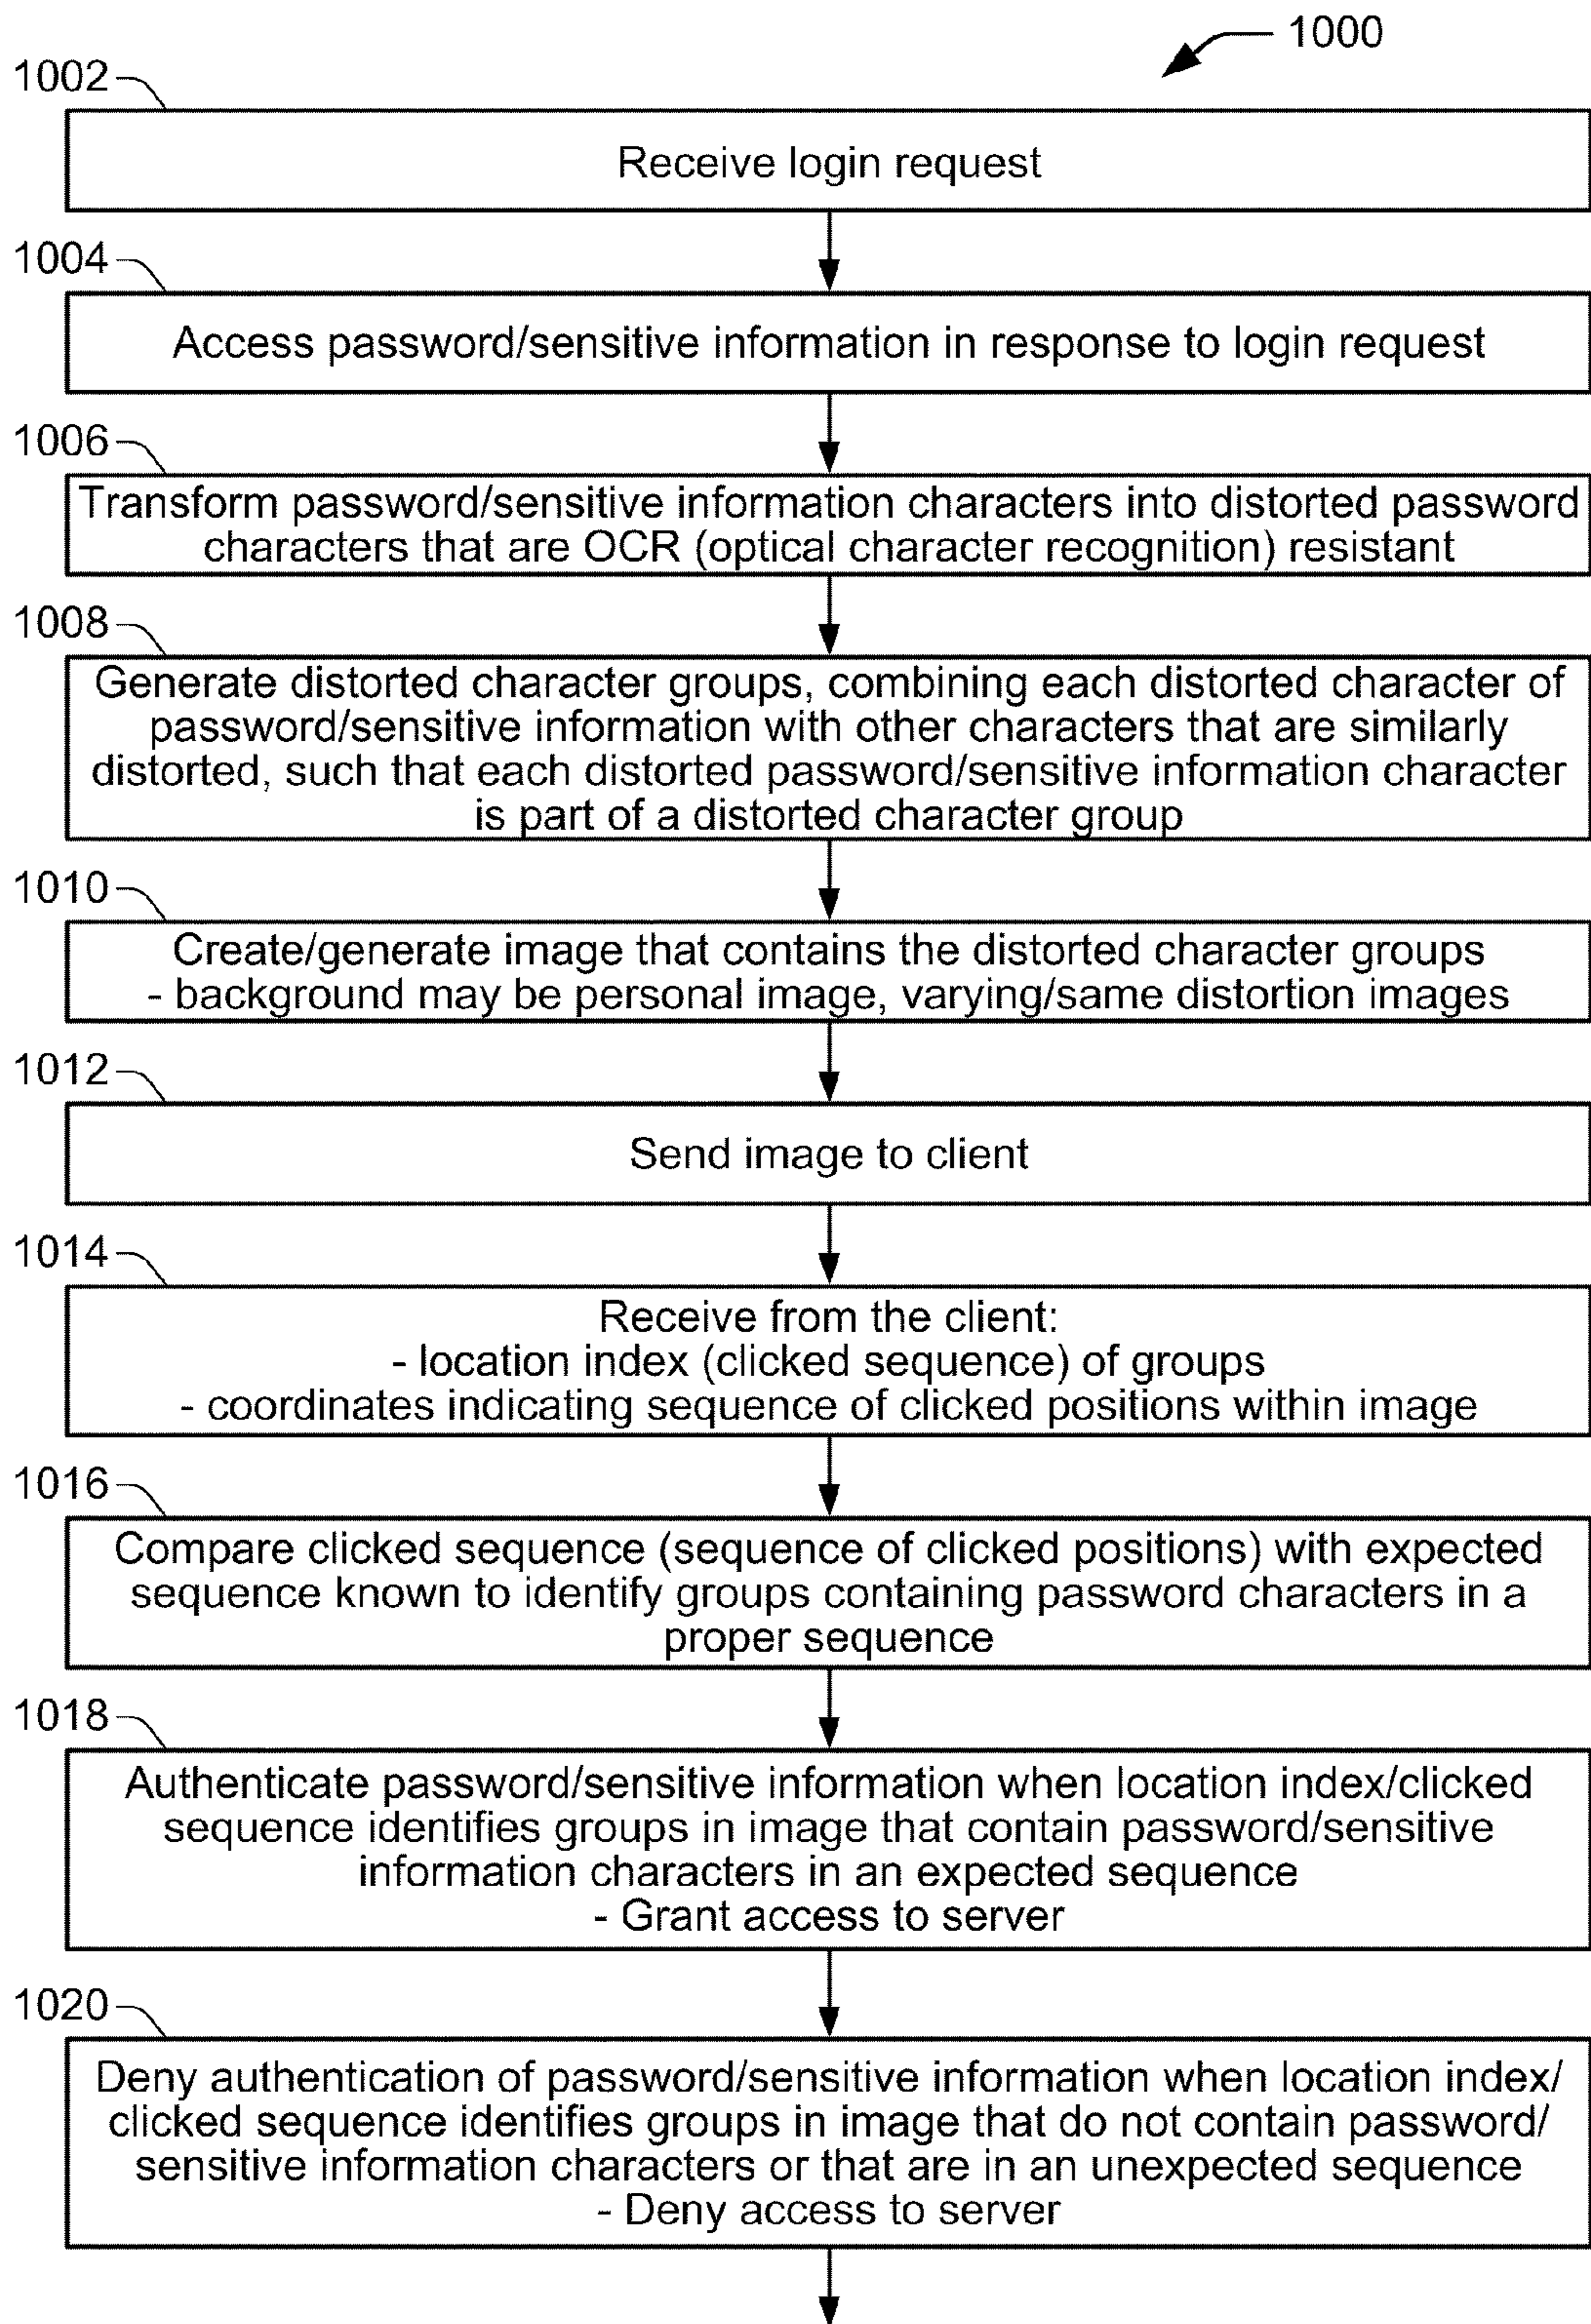 1000
1002
Receive login request
1004
Access password/sensitive information in response to login request
1006
Transform password/sensitive information characters into distorted password
characters that are OCR (optical character recognition) resistant
1008
Generate distorted character groups, combining each distorted character of
password/sensitive information with other characters that are similarly
distorted, such that each distorted password/sensitive information character
is part of a distorted character group
1010
Create/generate image that contains the distorted character groups
- background may be personal image, varying/same distortion images
1012
Send image to client
1014
Receive from the client:
- location index (clicked sequence) of groups
- coordinates indicating sequence of clicked positions within image
1016
Compare clicked sequence (sequence of clicked positions) with expected
sequence known to identify groups containing password characters in a
proper sequence
1018
Authenticate password/sensitive information when location index/clicked
sequence identifies groups in image that contain password/sensitive
information characters in an expected sequence
- Grant access to server
1020
Deny authentication of password/sensitive information when location index/
clicked sequence identifies groups in image that do not contain password/
sensitive information characters or that are in an unexpected sequence
- Deny access to server